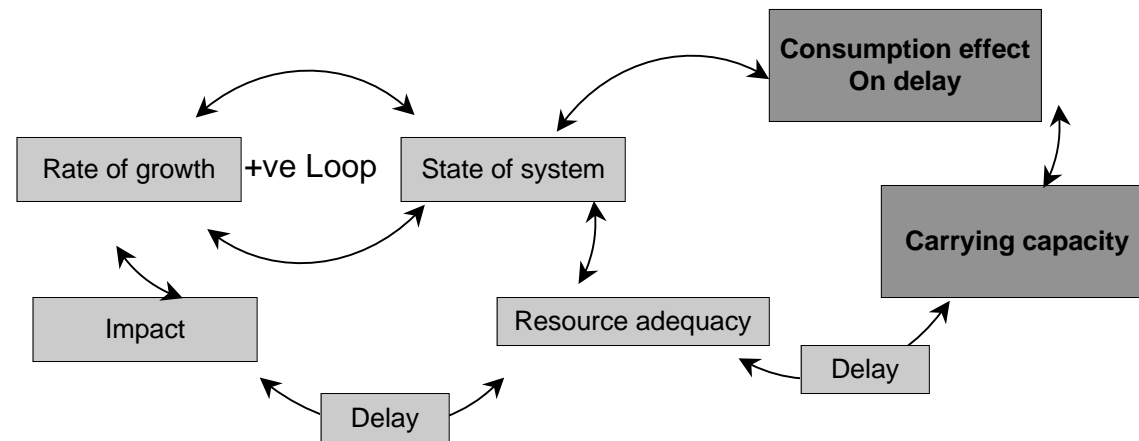 Consumption effect
On delay
Rate of growth
+ve Loop
State of system
Carrying capacity
Impact
Resource adequacy
Delay
Delay